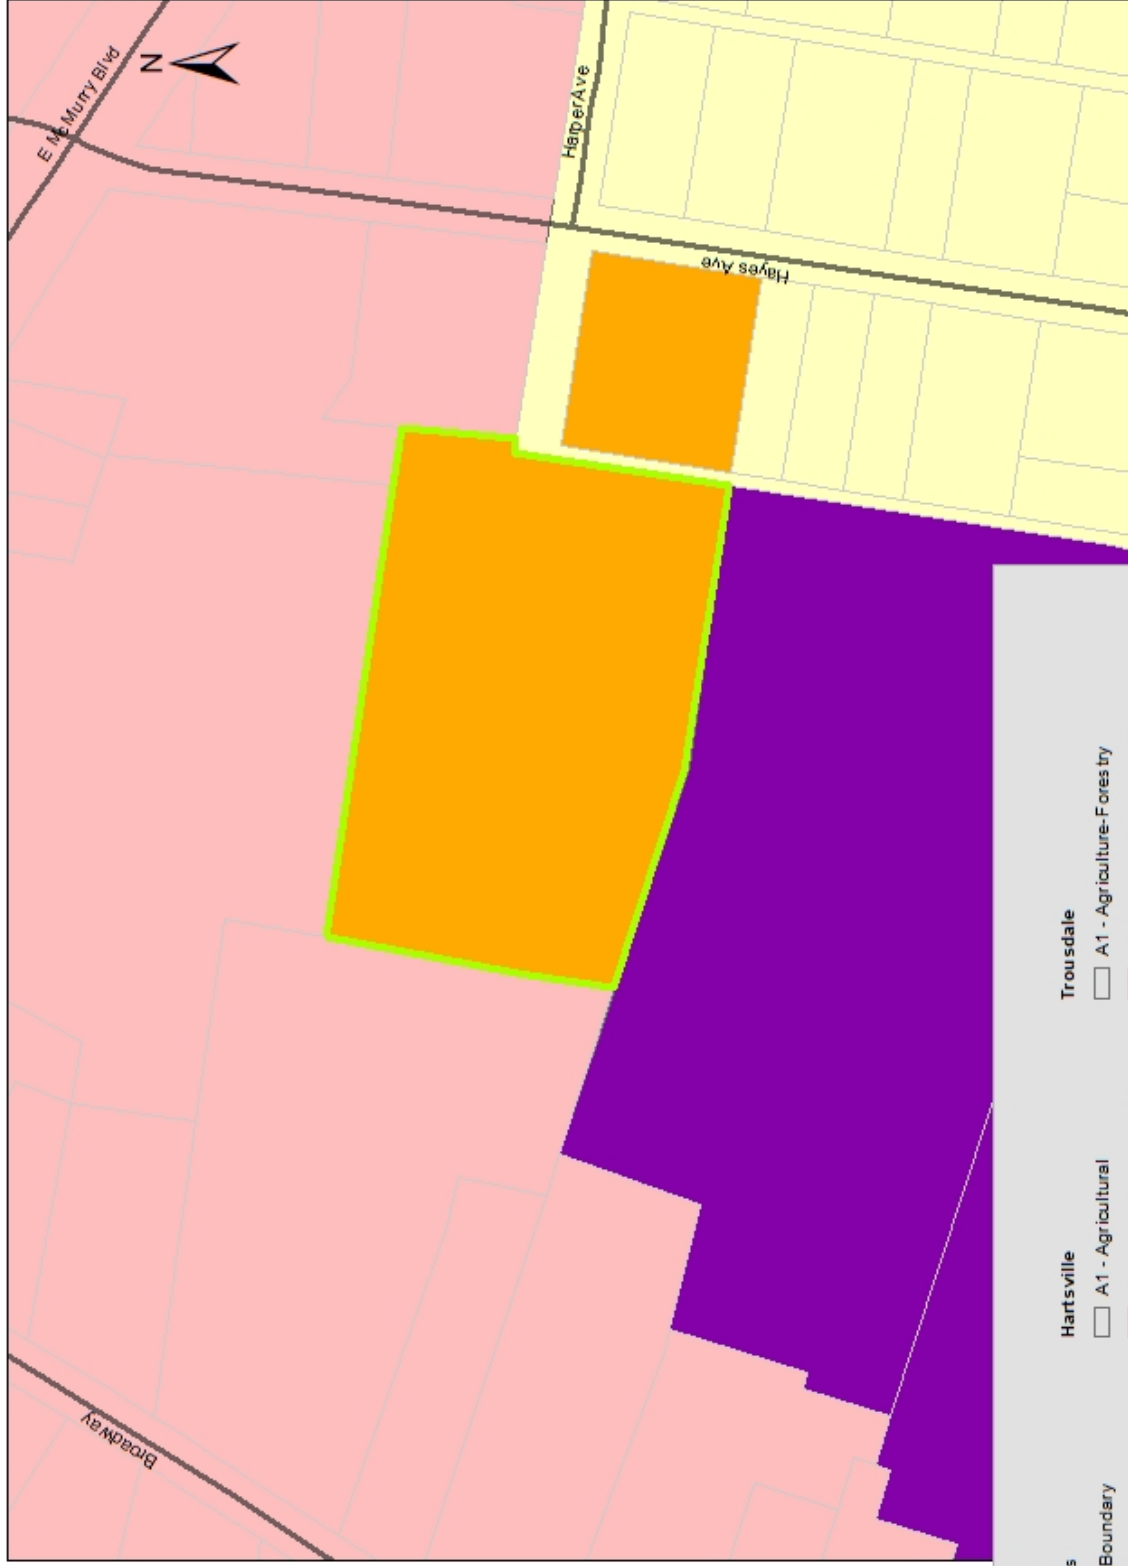 N
E McMurry Blvd
Harper Ave
Hayes Ave
Broadway
Boundary
Hartsville
A1 - Agricultural
Trousdale
A1 - Agriculture-Forestry